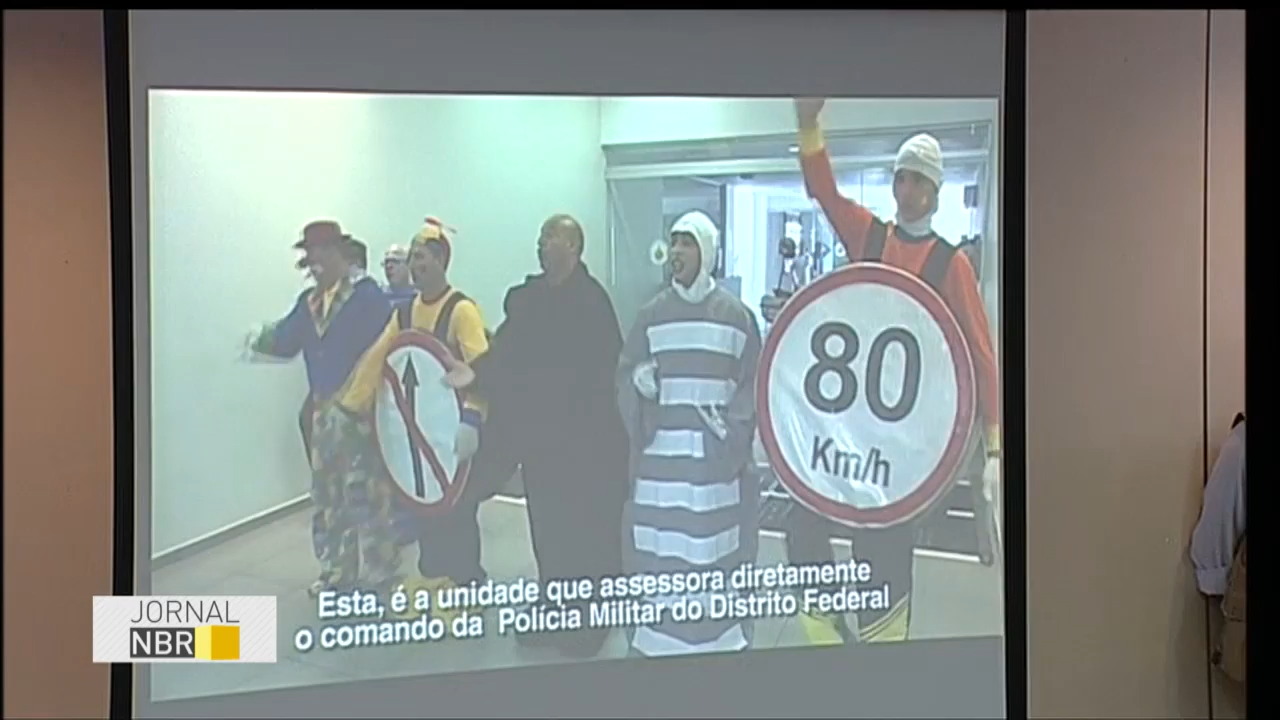 80
Km/h
Esta, é a unidade que assessora diretamente
o comando da Polícia Militar do Distrito Federal
JORNAL
NBR